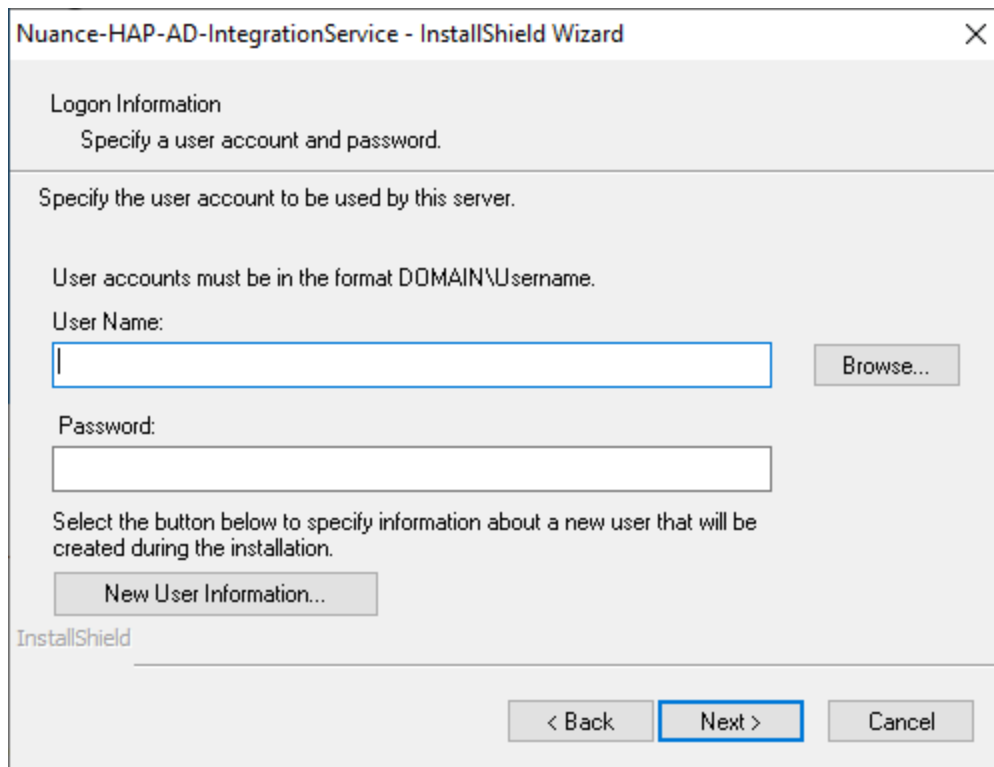 Nuance-HAP-AD-IntegrationService - InstallShield Wizard
Logon Information
Specify a user account and password.
Specify the user account to be used by this server.
User accounts must be in the format DOMAIN\Username.
User Name:
Browse...
Password:
Select the button below to specify information about a new user that will be
created during the installation.
New User Information...
InstallShield
< Back
Next >
Cancel